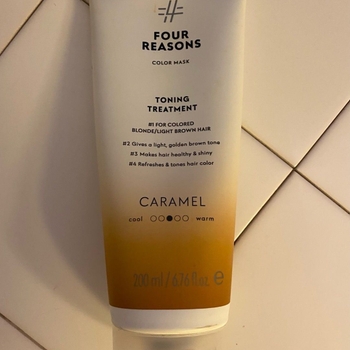 FOUR
REASONS
COLOR MASK
TONING
TREATMENT
#1 FOR COLORED
BLONDE/LIGHT BROWN HAIR
#2 Gives a light, golden brown tone
#3 Makes hair healthy & shiny
#4 Refreshes & tones hair color
CARAMEL
cool ○○●○○ warm
200 ml / 6.76 fl.oz. ℮